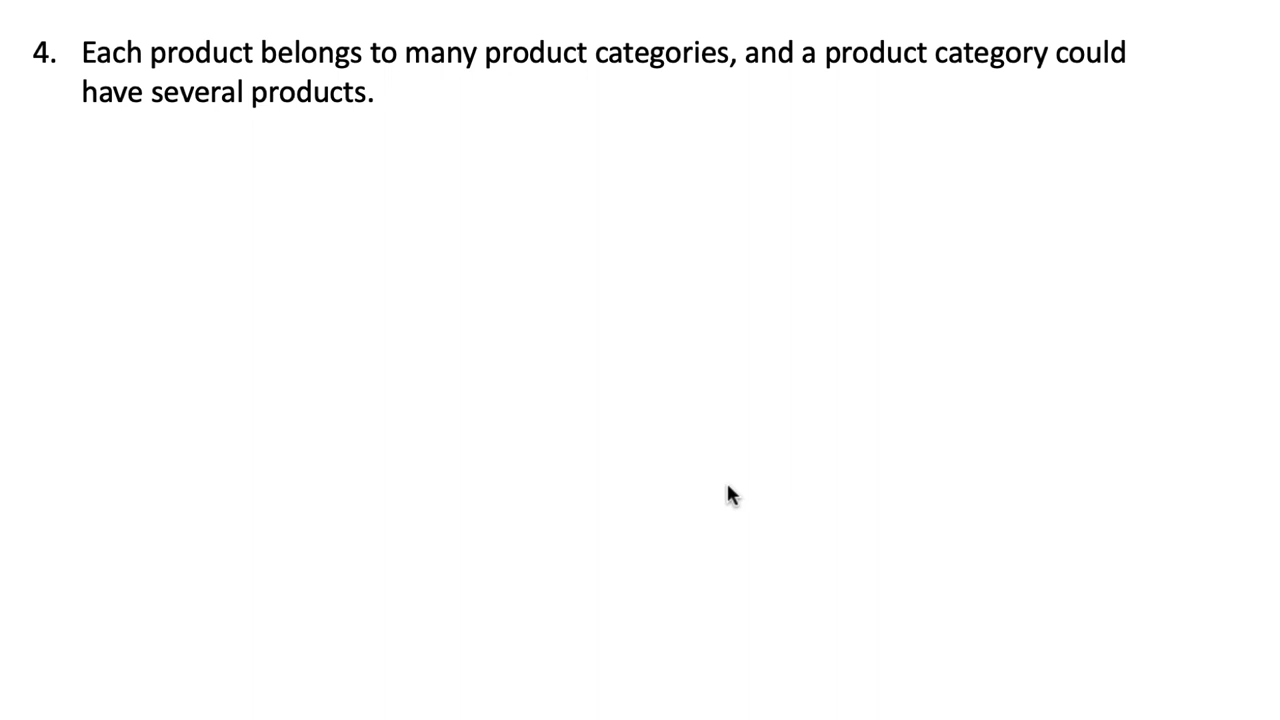 4. Each product belongs to many product categories, and a product category could
have several products.